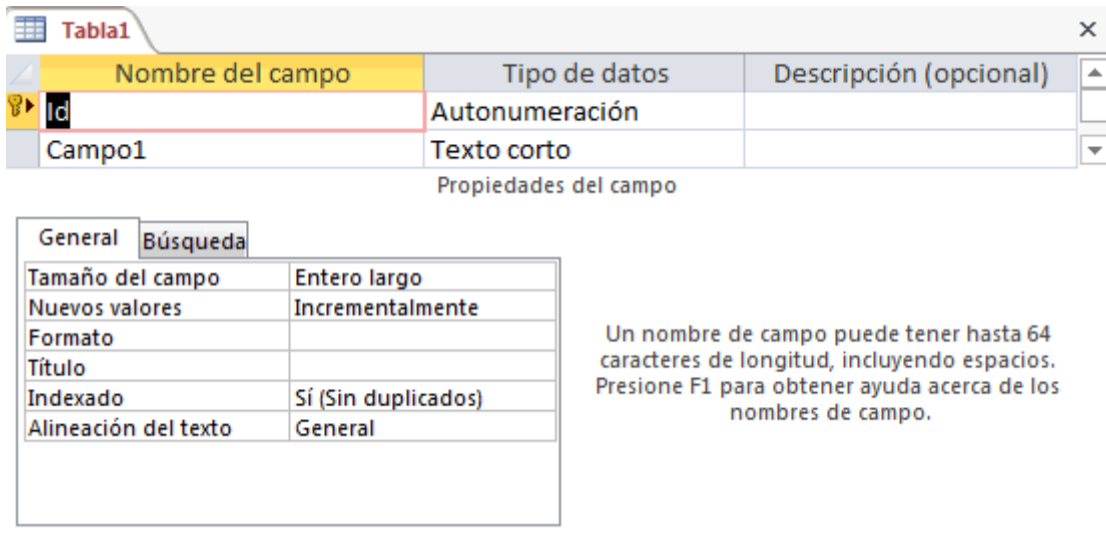 Tabla1
Nombre del campo Tipo de datos Descripción (opcional)
Id Autonumeración
Campo1 Texto corto
Propiedades del campo
General Búsqueda
Tamaño del campo Entero largo
Nuevos valores Incrementalmente
Formato
Título
Indexado Sí (Sin duplicados)
Alineación del texto General
Un nombre de campo puede tener hasta 64
caracteres de longitud, incluyendo espacios.
Presione F1 para obtener ayuda acerca de los
nombres de campo.